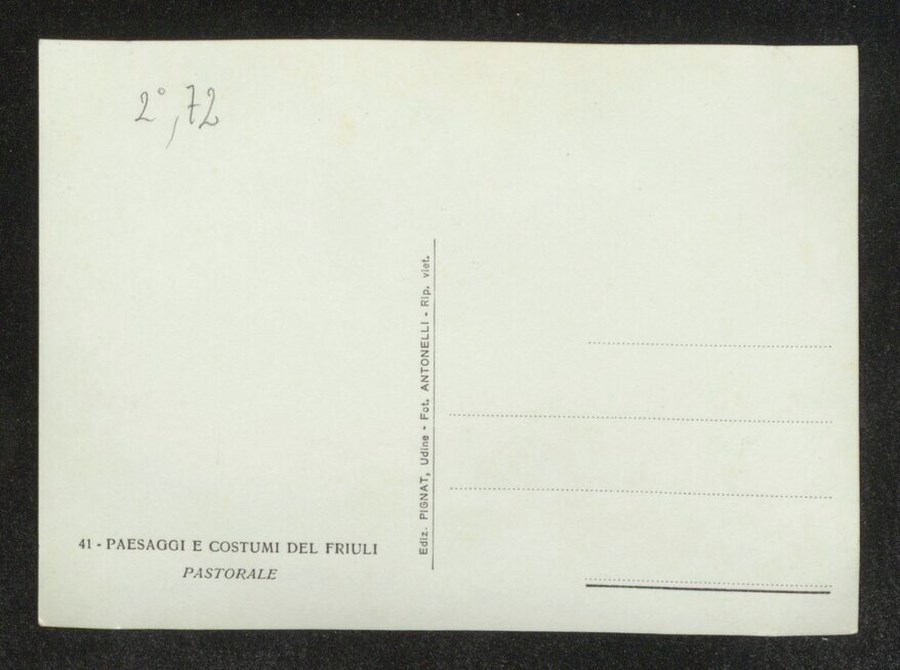 2°,72
41 - PAESAGGI E COSTUMI DEL FRIULI
PASTORALE
Ediz. PIGNAT, Udine - Fot. ANTONELLI - Rip. viet.